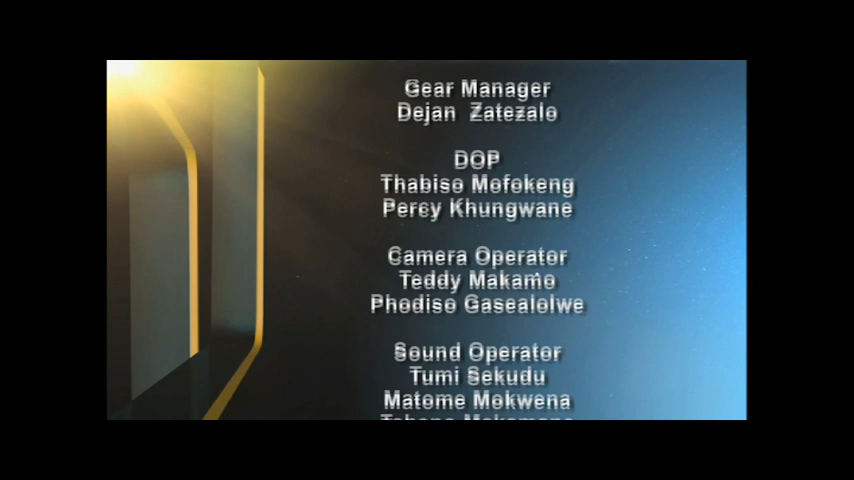 Gear Manager
Dejan Zatezalo
DOP
Thabiso Mofokeng
Percy Khungwane
Camera Operator
Teddy Makamo
Phodiso Gasealolwe
Sound Operator
Tumi Sekudu
Matome Mokwena